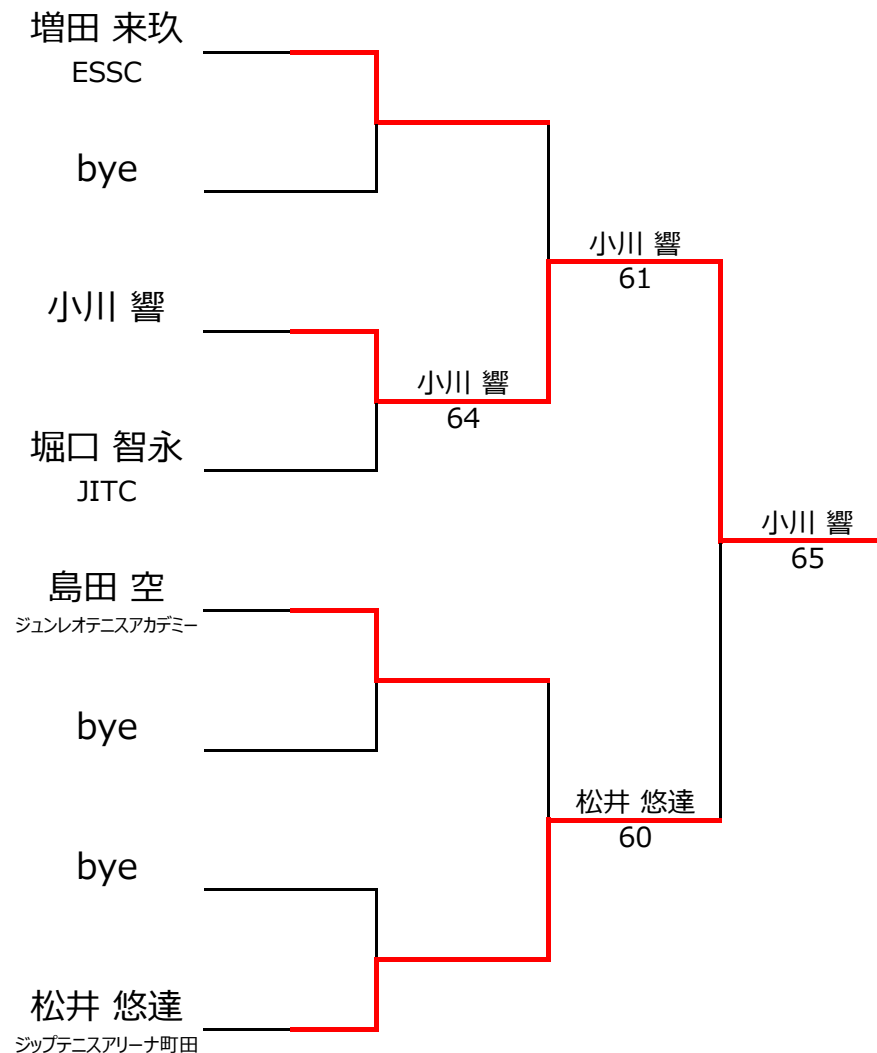 増田 来玖
ESSC
bye
小川 響
堀口 智永
JITC
島田 空
ジュンレオテニスアカデミー
bye
bye
松井 悠達
ジップテニスアリーナ町田
小川 響
64
小川 響
61
松井 悠達
60
小川 響
65